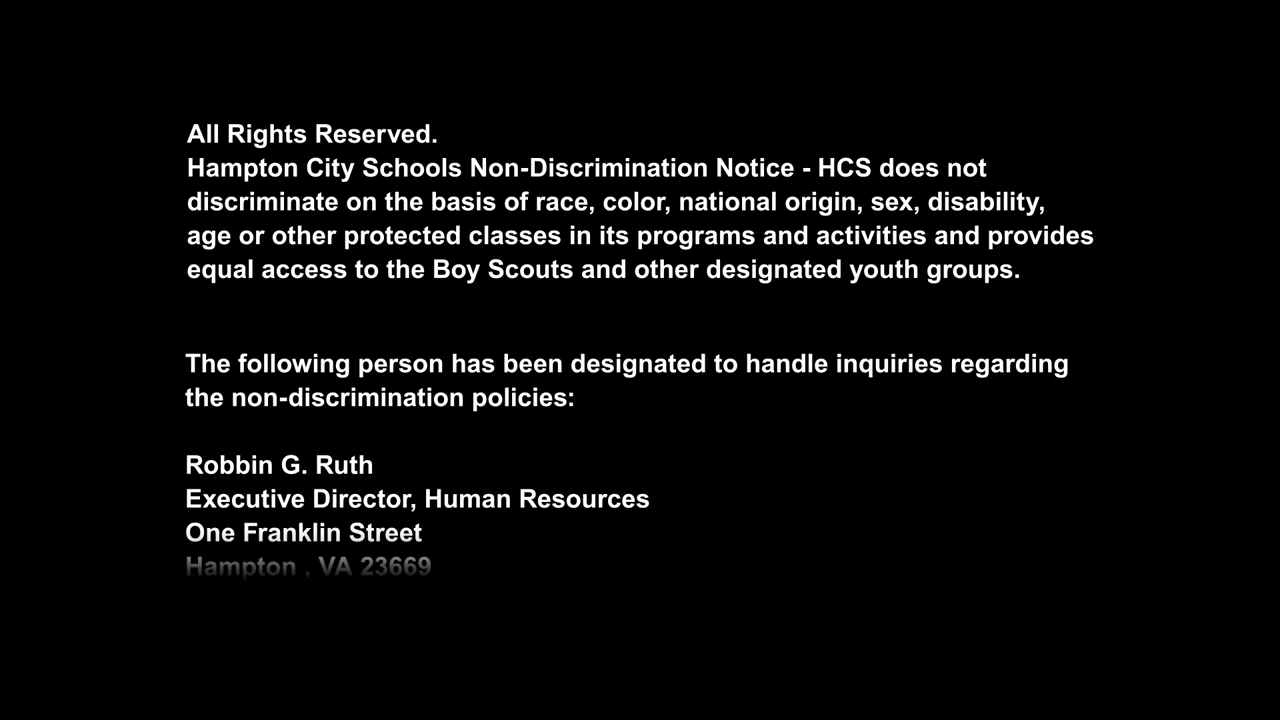 All Rights Reserved.
Hampton City Schools Non-Discrimination Notice - HCS does not
discriminate on the basis of race, color, national origin, sex, disability,
age or other protected classes in its programs and activities and provides
equal access to the Boy Scouts and other designated youth groups.
The following person has been designated to handle inquiries regarding
the non-discrimination policies:
Robbin G. Ruth
Executive Director, Human Resources
One Franklin Street
Hampton , VA 23669